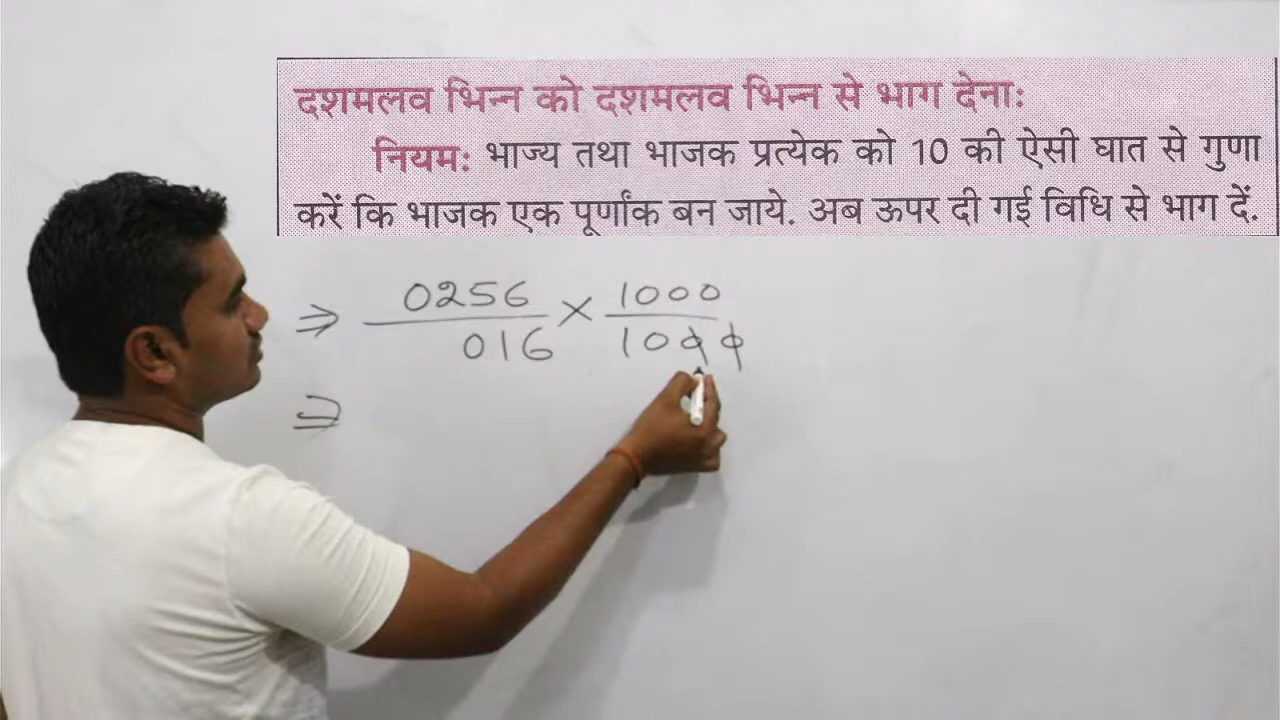 दशमलव भिन्न को दशमलव भिन्न से भाग देनाः
नियमः भाज्य तथा भाजक प्रत्येक को 10 की ऐसी घात से गुणा
करें कि भाजक एक पूर्णांक बन जाये. अब ऊपर दी गई विधि से भाग दें.
⇒ 0256 / 016 × 1000 / 1000
⇒